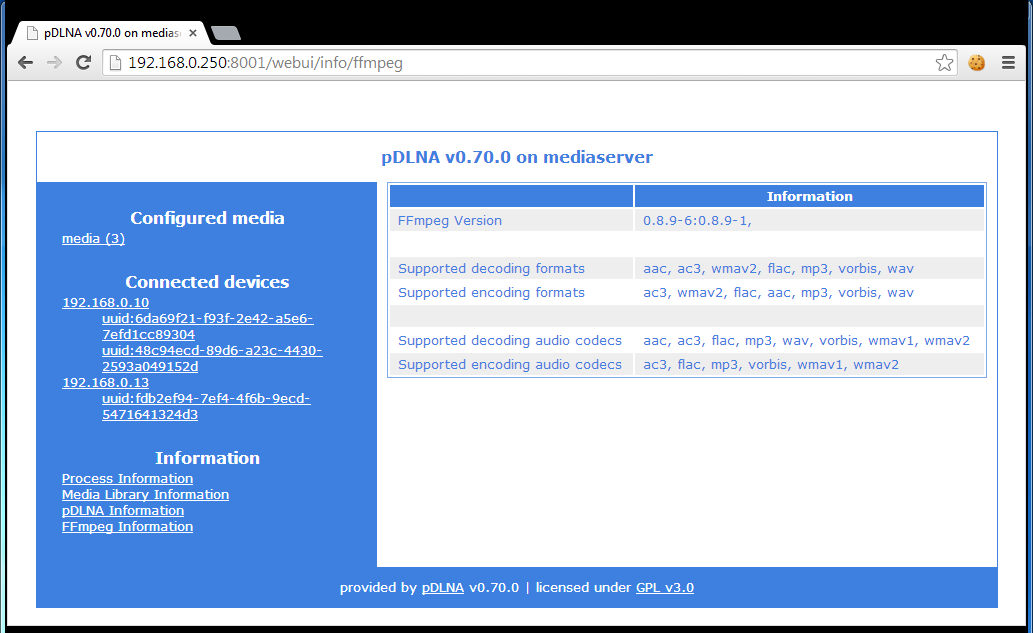 pDLNA v0.70.0 on medias
192.168.0.250:8001/webui/info/ffmpeg
pDLNA v0.70.0 on mediaserver
Configured media
media (3)
Connected devices
192.168.0.10
uuid:6da69f21-f93f-2e42-a5e6-
7efd1cc89304
uuid:48c94ecd-89d6-a23c-4430-
2593a049152d
192.168.0.13
uuid:fdb2ef94-7ef4-4f6b-9ecd-
5471641324d3
Information
Process Information
Media Library Information
pDLNA Information
FFmpeg Information
Information
FFmpeg Version 0.8.9-6:0.8.9-1,
Supported decoding formats aac, ac3, wmav2, flac, mp3, vorbis, wav
Supported encoding formats ac3, wmav2, flac, aac, mp3, vorbis, wav
Supported decoding audio codecs aac, ac3, flac, mp3, wav, vorbis, wmav1, wmav2
Supported encoding audio codecs ac3, flac, mp3, vorbis, wmav1, wmav2
provided by pDLNA v0.70.0 | licensed under GPL v3.0